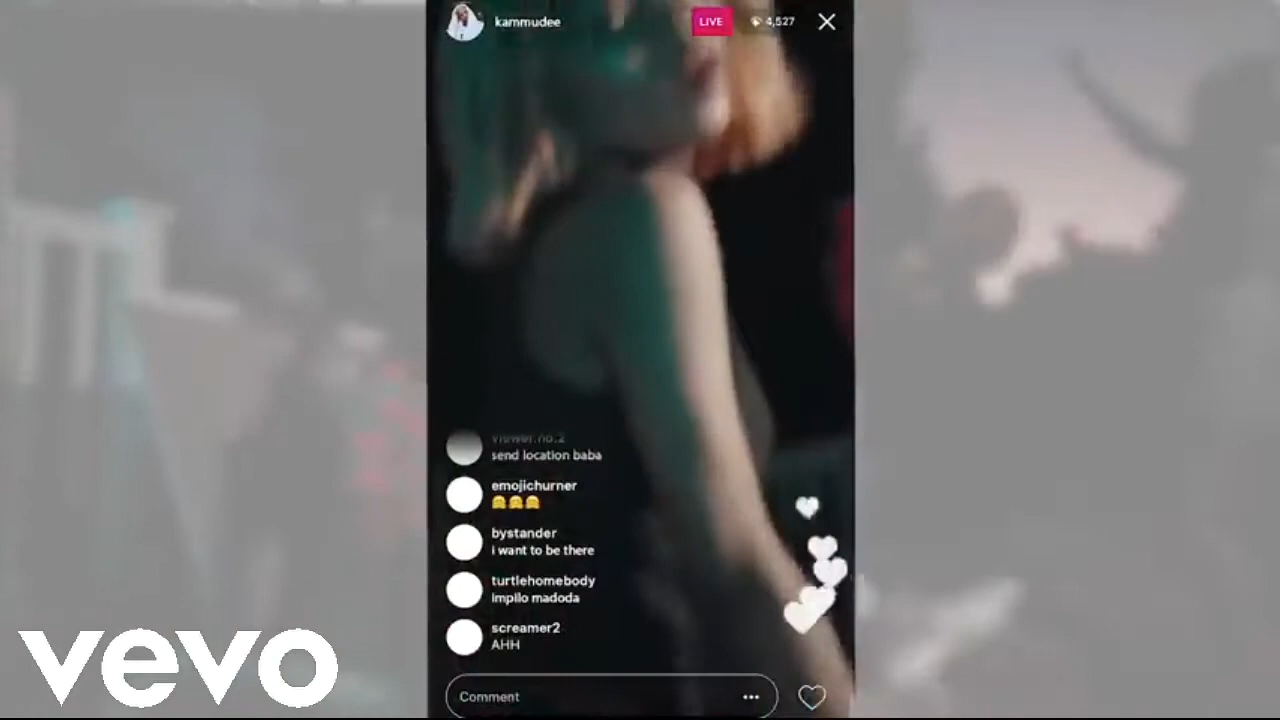 kammudee
LIVE
4,527
viewer.no.2
send location baba
emojichurner
🤗🤗🤗
bystander
i want to be there
turtlehomebody
impilo madoda
screamer2
AHH
Comment
vevo